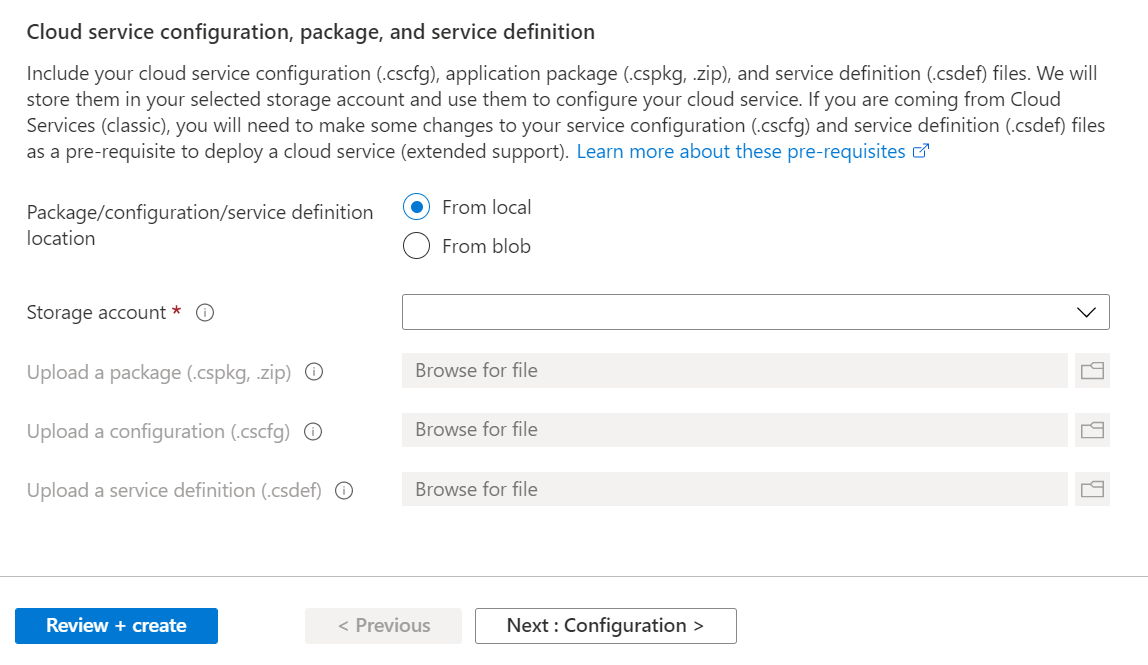 Cloud service configuration, package, and service definition
Include your cloud service configuration (.cscfg), application package (.cspkg, .zip), and service definition (.csdef) files. We will
store them in your selected storage account and use them to configure your cloud service. If you are coming from Cloud
Services (classic), you will need to make some changes to your service configuration (.cscfg) and service definition (.csdef) files
as a pre-requisite to deploy a cloud service (extended support). Learn more about these pre-requisites
Package/configuration/service definition
location
From local
From blob
Storage account *
Upload a package (.cspkg, .zip)
Browse for file
Upload a configuration (.cscfg)
Browse for file
Upload a service definition (.csdef)
Browse for file
Review + create
< Previous
Next : Configuration >